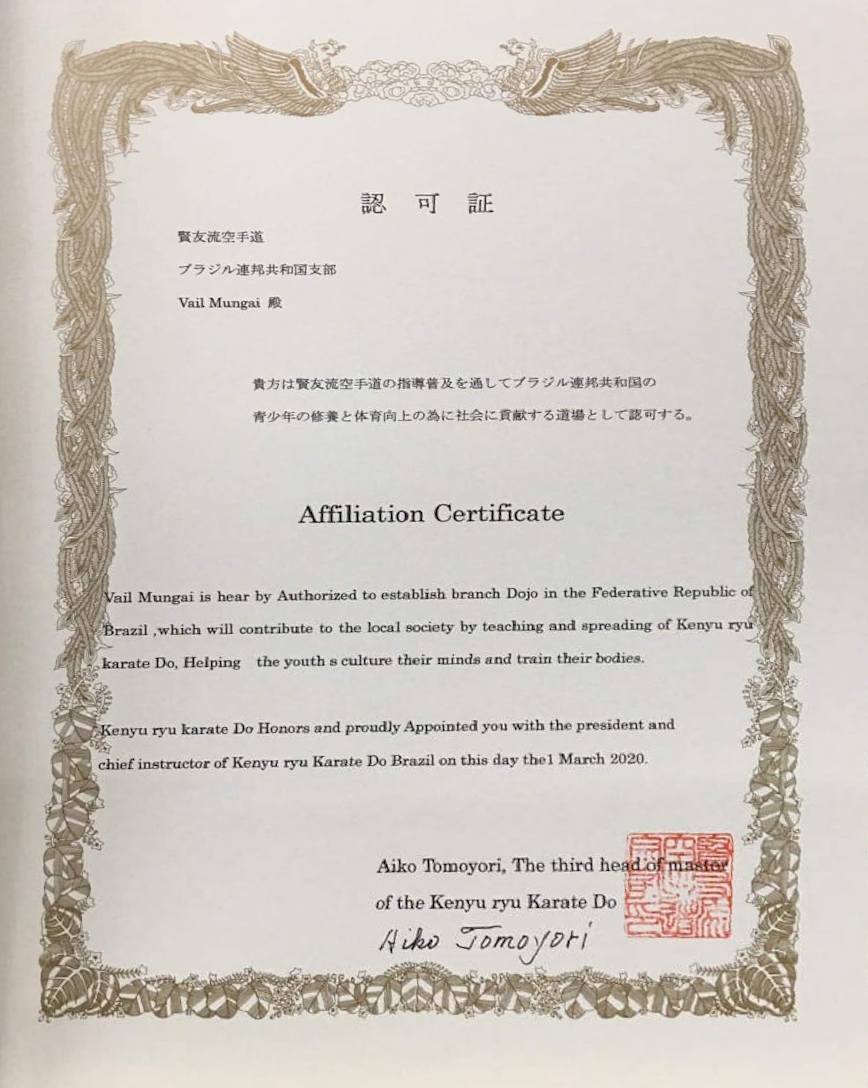 認 可 証
賢友流空手道
ブラジル連邦共和国支部
Vail Mungai 殿
貴方は賢友流空手道の指導普及を通してブラジル連邦共和国の
青少年の修養と体育向上の為に社会に貢献する道場として認可する。
Affiliation Certificate
Vail Mungai is hear by Authorized to establish branch Dojo in the Federative Republic of
Brazil ,which will contribute to the local society by teaching and spreading of Kenyu ryu
karate Do, Helping the youth s culture their minds and train their bodies.
Kenyu ryu karate Do Honors and proudly Appointed you with the president and
chief instructor of Kenyu ryu Karate Do Brazil on this day the1 March 2020.
Aiko Tomoyori, The third head of master
of the Kenyu ryu Karate Do
Aiko Tomoyori